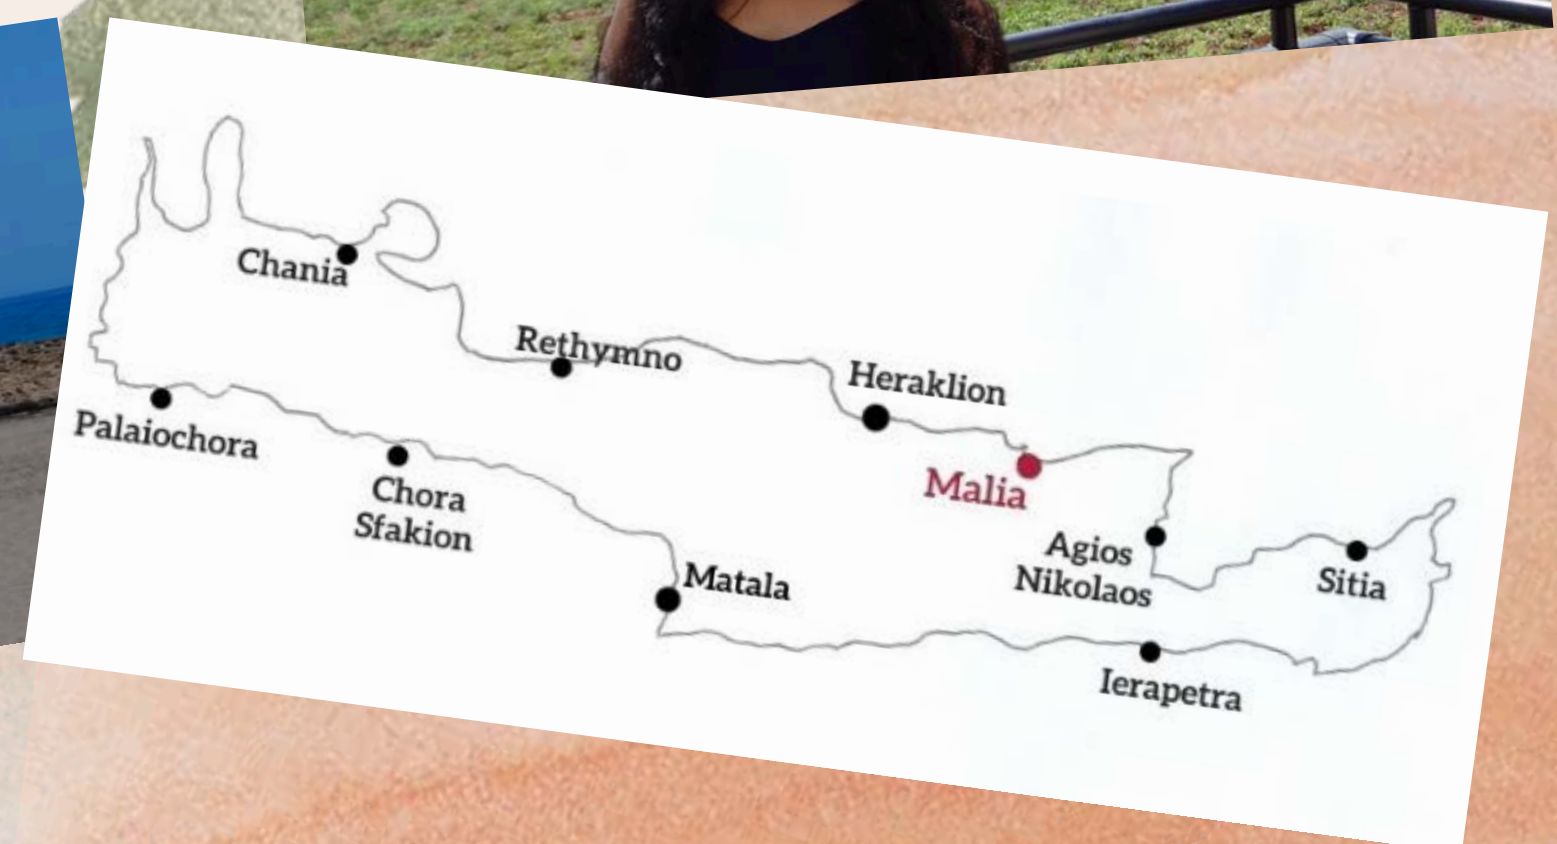 Chania
Rethymno
Heraklion
Palaiochora
Malia
Chora
Sfakion
Agios
Nikolaos
Matala
Sitia
Ierapetra